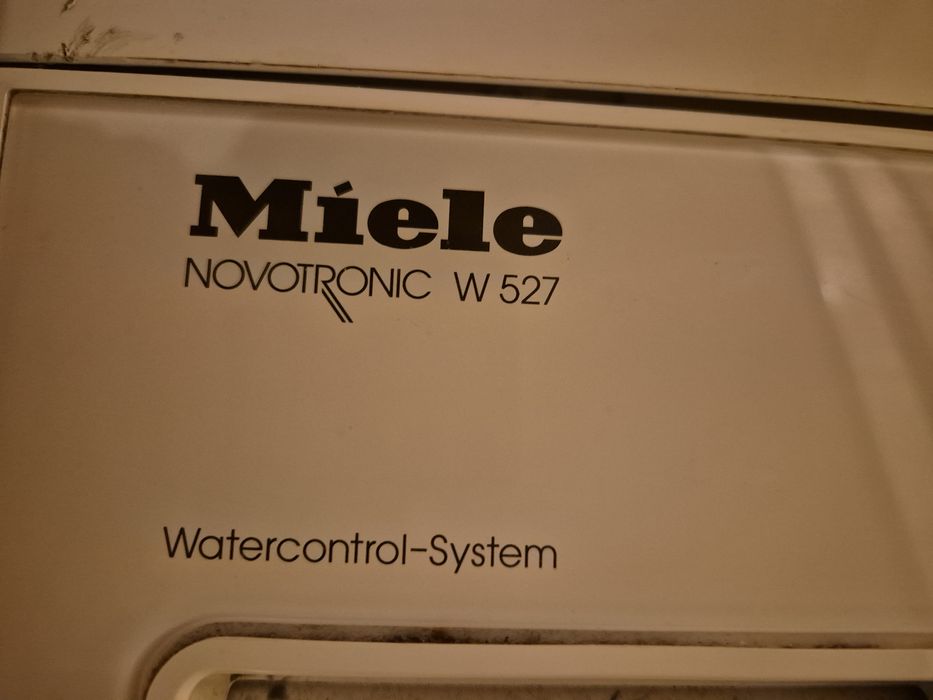 Miele
NOVOTRONIC W 527
Watercontrol-System